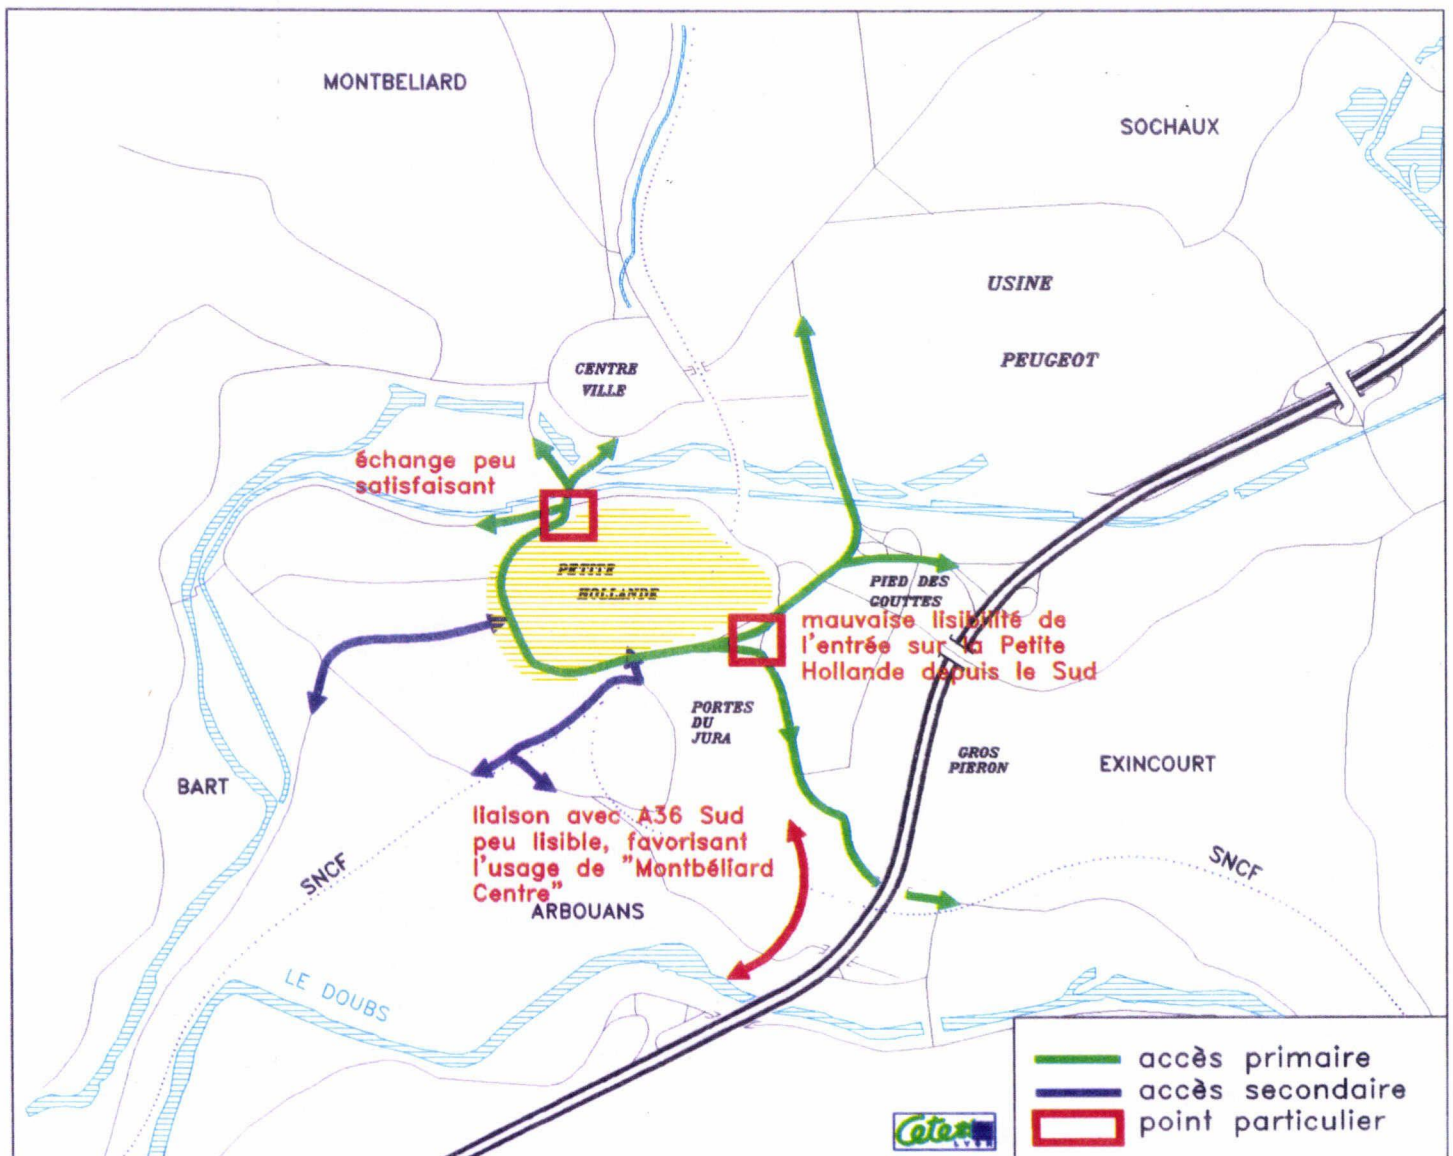 MONTBELIARD
SOCHAUX
USINE
PEUGEOT
CENTRE
VILLE
échange peu
satisfaisant
PETITE
HOLLANDE
PIED DES
GOUTTES
mauvaise lisibilité de
l'entrée sur la Petite
Hollande depuis le Sud
PORTES
DU
JURA
GROS
PIERON
EXINCOURT
BART
liaison avec A36 Sud
peu lisible, favorisant
l'usage de "Montbéliard
Centre"
SNCF
SNCF
ARBOUANS
LE DOUBS
accès primaire
accès secondaire
point particulier
Cete
LYON